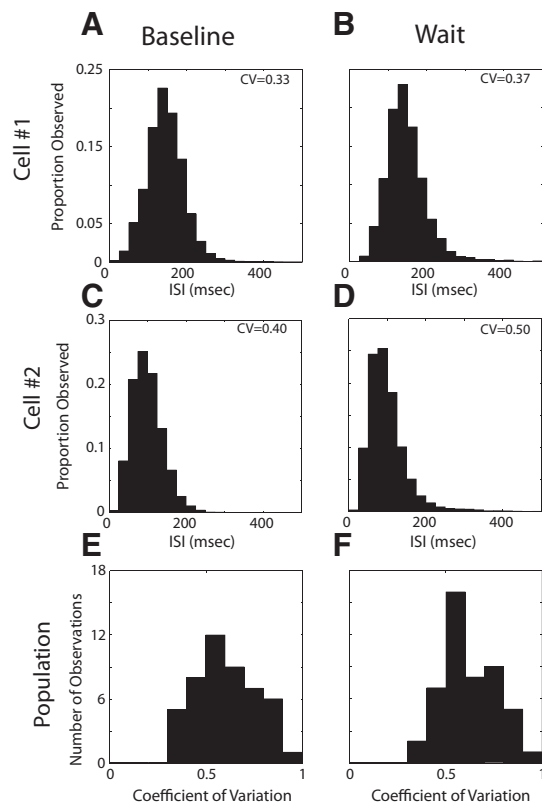 A
Baseline
B
Wait
Cell #1
Proportion Observed
0.25
0.15
0.05
0
CV=0.33
CV=0.37
0
200
400
ISI (msec)
0
200
400
ISI (msec)
C
D
Cell #2
Proportion Observed
0.3
0.2
0.1
0
CV=0.40
CV=0.50
0
200
400
ISI (msec)
0
200
400
ISI (msec)
E
F
Population
Number of Observations
18
12
6
0
0
0.5
1
Coefficient of Variation
0
0.5
1
Coefficient of Variation